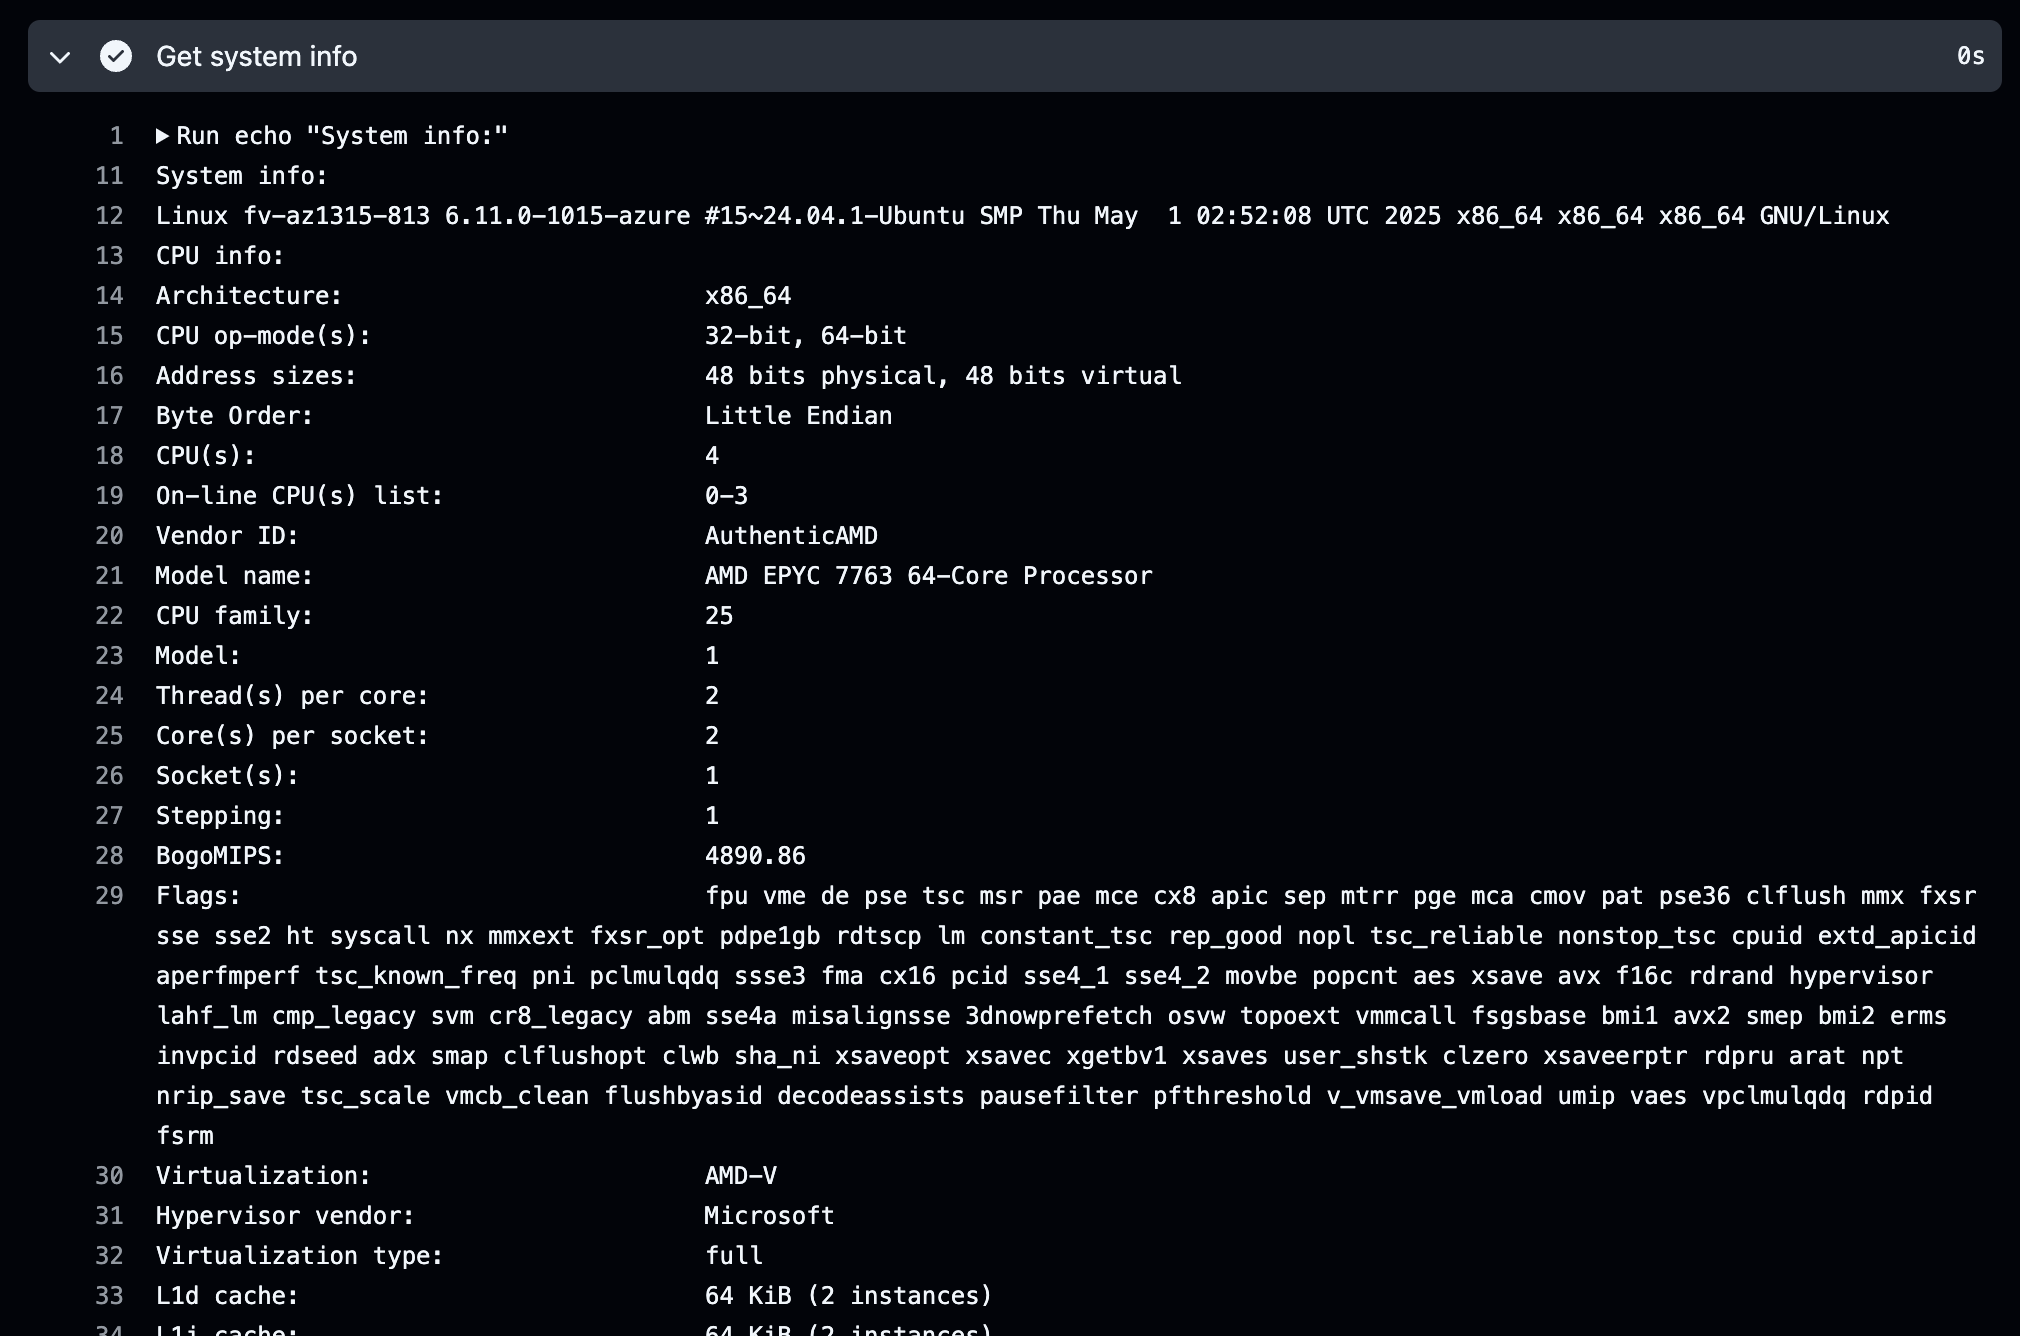 Get system info 0s
1 Run echo "System info:"
11 System info:
12 Linux fv-az1315-813 6.11.0-1015-azure #15~24.04.1-Ubuntu SMP Thu May  1 02:52:08 UTC 2025 x86_64 x86_64 x86_64 GNU/Linux
13 CPU info:
14 Architecture: x86_64
15 CPU op-mode(s): 32-bit, 64-bit
16 Address sizes: 48 bits physical, 48 bits virtual
17 Byte Order: Little Endian
18 CPU(s): 4
19 On-line CPU(s) list: 0-3
20 Vendor ID: AuthenticAMD
21 Model name: AMD EPYC 7763 64-Core Processor
22 CPU family: 25
23 Model: 1
24 Thread(s) per core: 2
25 Core(s) per socket: 2
26 Socket(s): 1
27 Stepping: 1
28 BogoMIPS: 4890.86
29 Flags: fpu vme de pse tsc msr pae mce cx8 apic sep mtrr pge mca cmov pat pse36 clflush mmx fxsr
sse sse2 ht syscall nx mmxext fxsr_opt pdpe1gb rdtscp lm constant_tsc rep_good nopl tsc_reliable nonstop_tsc cpuid extd_apicid
aperfmperf tsc_known_freq pni pclmulqdq ssse3 fma cx16 pcid sse4_1 sse4_2 movbe popcnt aes xsave avx f16c rdrand hypervisor
lahf_lm cmp_legacy svm cr8_legacy abm sse4a misalignsse 3dnowprefetch osvw topoext vmmcall fsgsbase bmi1 avx2 smep bmi2 erms
invpcid rdseed adx smap clflushopt clwb sha_ni xsaveopt xsavec xgetbv1 xsaves user_shstk clzero xsaveerptr rdpru arat npt
nrip_save tsc_scale vmcb_clean flushbyasid decodeassists pausefilter pfthreshold v_vmsave_vmload umip vaes vpclmulqdq rdpid
fsrm
30 Virtualization: AMD-V
31 Hypervisor vendor: Microsoft
32 Virtualization type: full
33 L1d cache: 64 KiB (2 instances)
34 L1i cache: 64 KiB (2 instances)